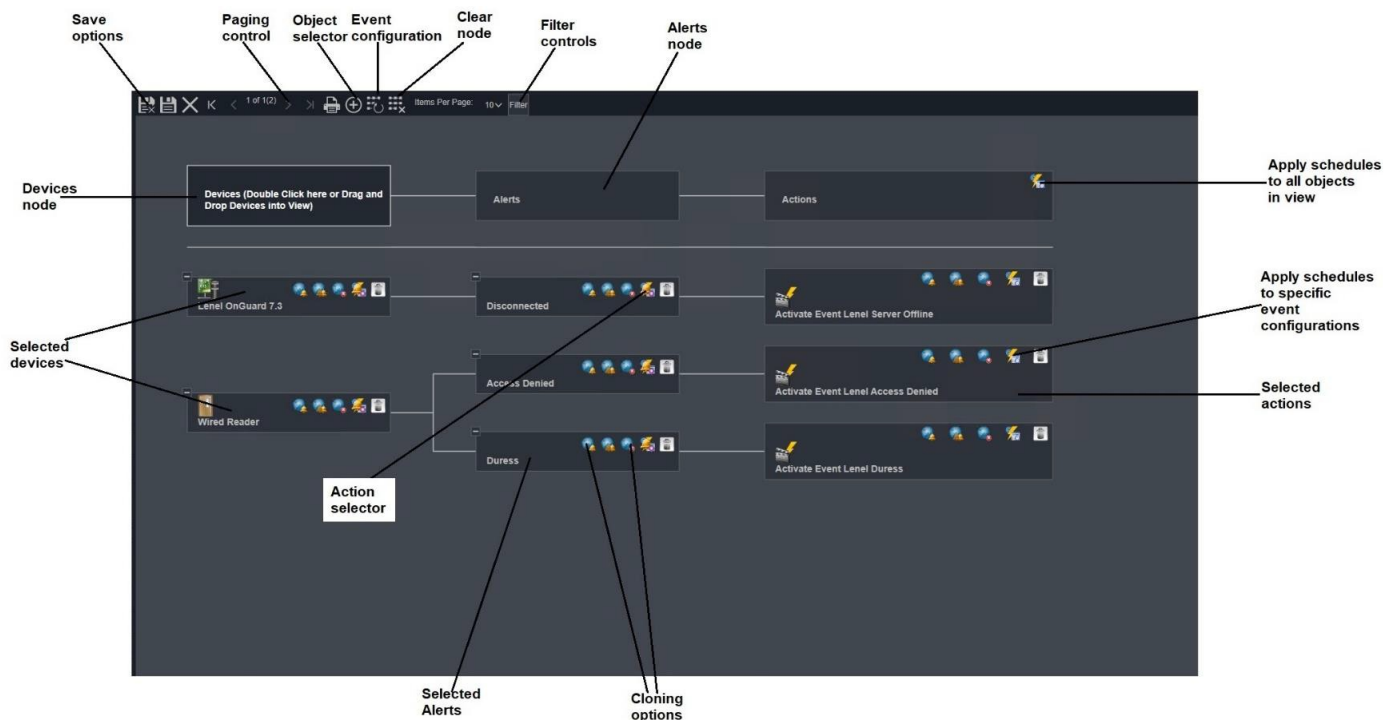 Save
options
Paging
control
Object
selector
Event
configuration
Clear
node
Filter
controls
Alerts
node
1 of 1(2)
Items Per Page:
10
Filter
Devices
node
Devices (Double Click here or Drag and
Drop Devices into View)
Alerts
Actions
Apply schedules
to all objects
in view
Lenel OnGuard 7.3
Disconnected
Activate Event Lenel Server Offline
Apply schedules
to specific
event
configurations
Selected
devices
Access Denied
Activate Event Lenel Access Denied
Selected
actions
Wired Reader
Duress
Activate Event Lenel Duress
Action
selector
Selected
Alerts
Cloning
options